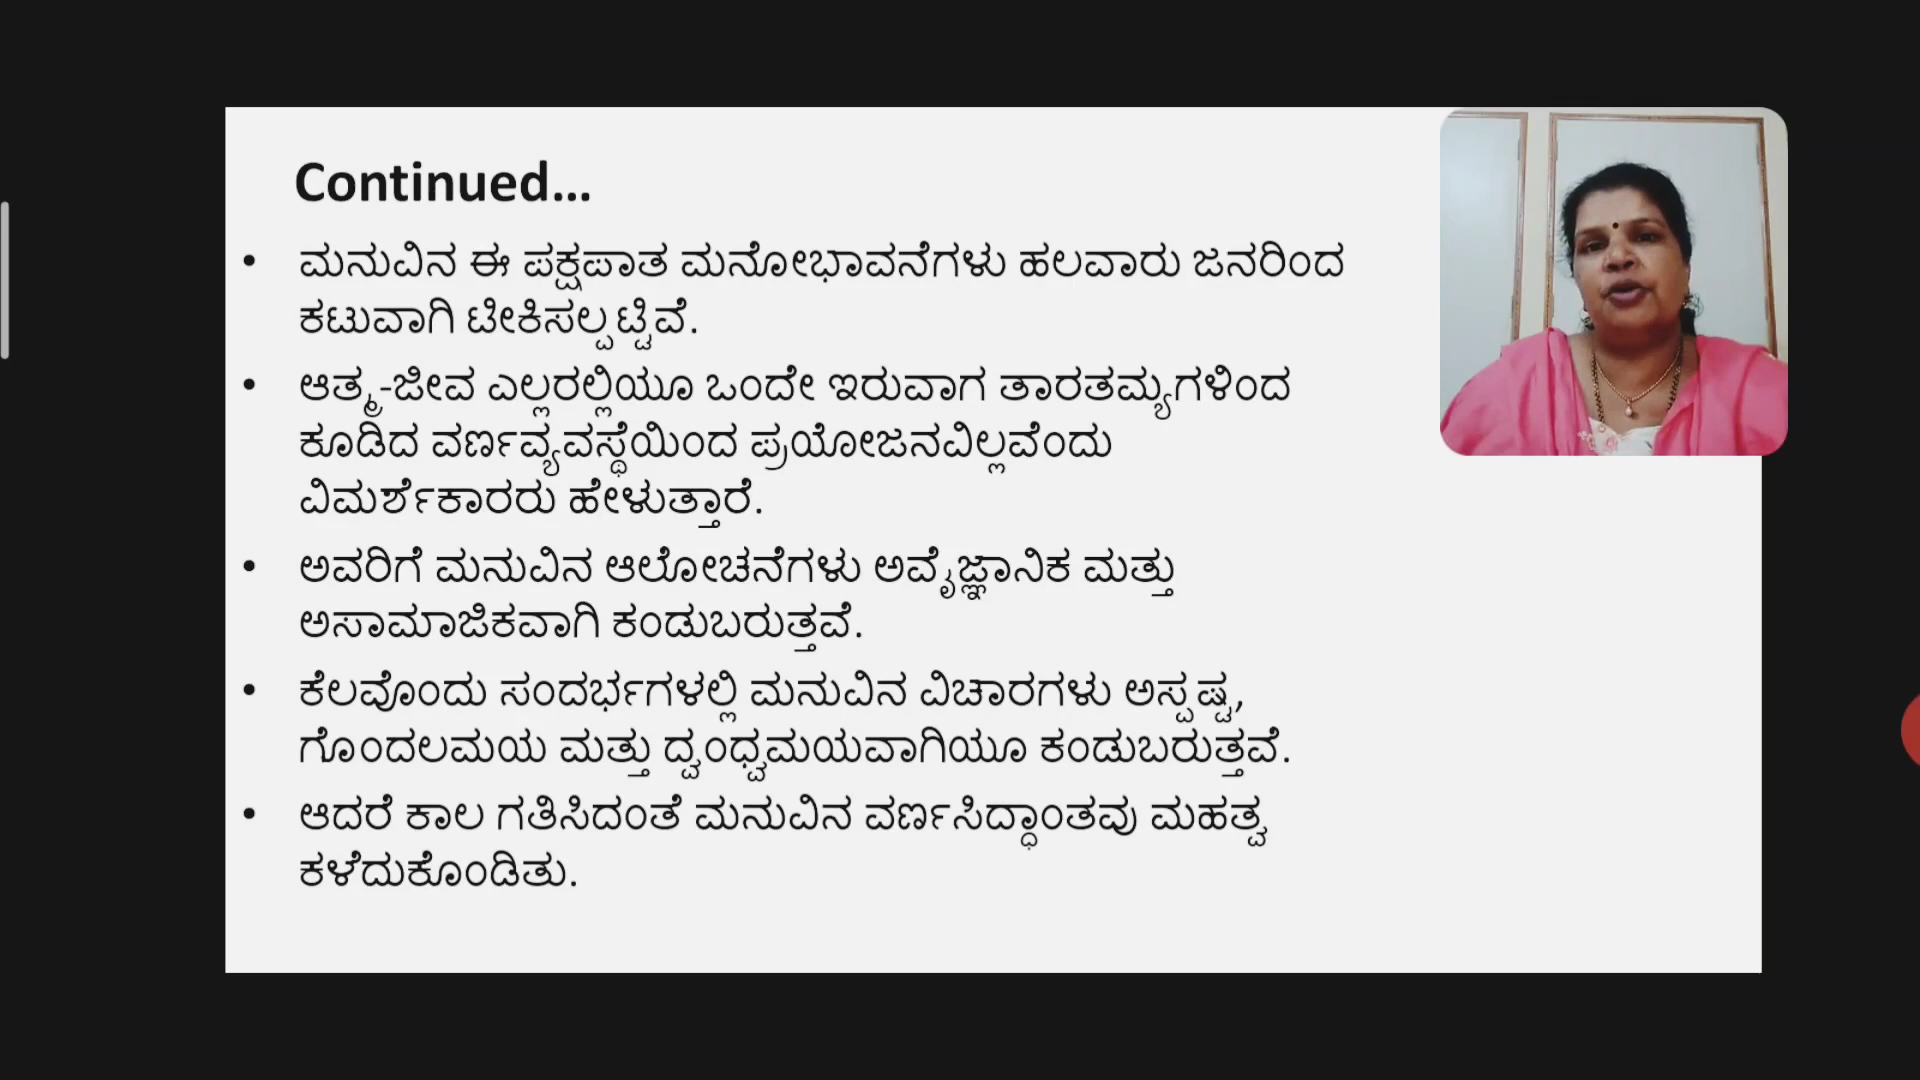 Continued...
• ಮನುವಿನ ಈ ಪಕ್ಷಪಾತ ಮನೋಭಾವನೆಗಳು ಹಲವಾರು ಜನರಿಂದ
ಕಟುವಾಗಿ ಟೀಕಿಸಲ್ಪಟ್ಟಿವೆ.
• ಆತ್ಮ-ಜೀವ ಎಲ್ಲರಲ್ಲಿಯೂ ಒಂದೇ ಇರುವಾಗ ತಾರತಮ್ಯಗಳಿಂದ
ಕೂಡಿದ ವರ್ಣವ್ಯವಸ್ಥೆಯಿಂದ ಪ್ರಯೋಜನವಿಲ್ಲವೆಂದು
ವಿಮರ್ಶೆಕಾರರು ಹೇಳುತ್ತಾರೆ.
• ಅವರಿಗೆ ಮನುವಿನ ಆಲೋಚನೆಗಳು ಅವೈಜ್ಞಾನಿಕ ಮತ್ತು
ಅಸಾಮಾಜಿಕವಾಗಿ ಕಂಡುಬರುತ್ತವೆ.
• ಕೆಲವೊಂದು ಸಂದರ್ಭಗಳಲ್ಲಿ ಮನುವಿನ ವಿಚಾರಗಳು ಅಸ್ಪಷ್ಟ,
ಗೊಂದಲಮಯ ಮತ್ತು ದ್ವಂಧ್ವಮಯವಾಗಿಯೂ ಕಂಡುಬರುತ್ತವೆ.
• ಆದರೆ ಕಾಲ ಗತಿಸಿದಂತೆ ಮನುವಿನ ವರ್ಣಸಿದ್ಧಾಂತವು ಮಹತ್ವ
ಕಳೆದುಕೊಂಡಿತು.